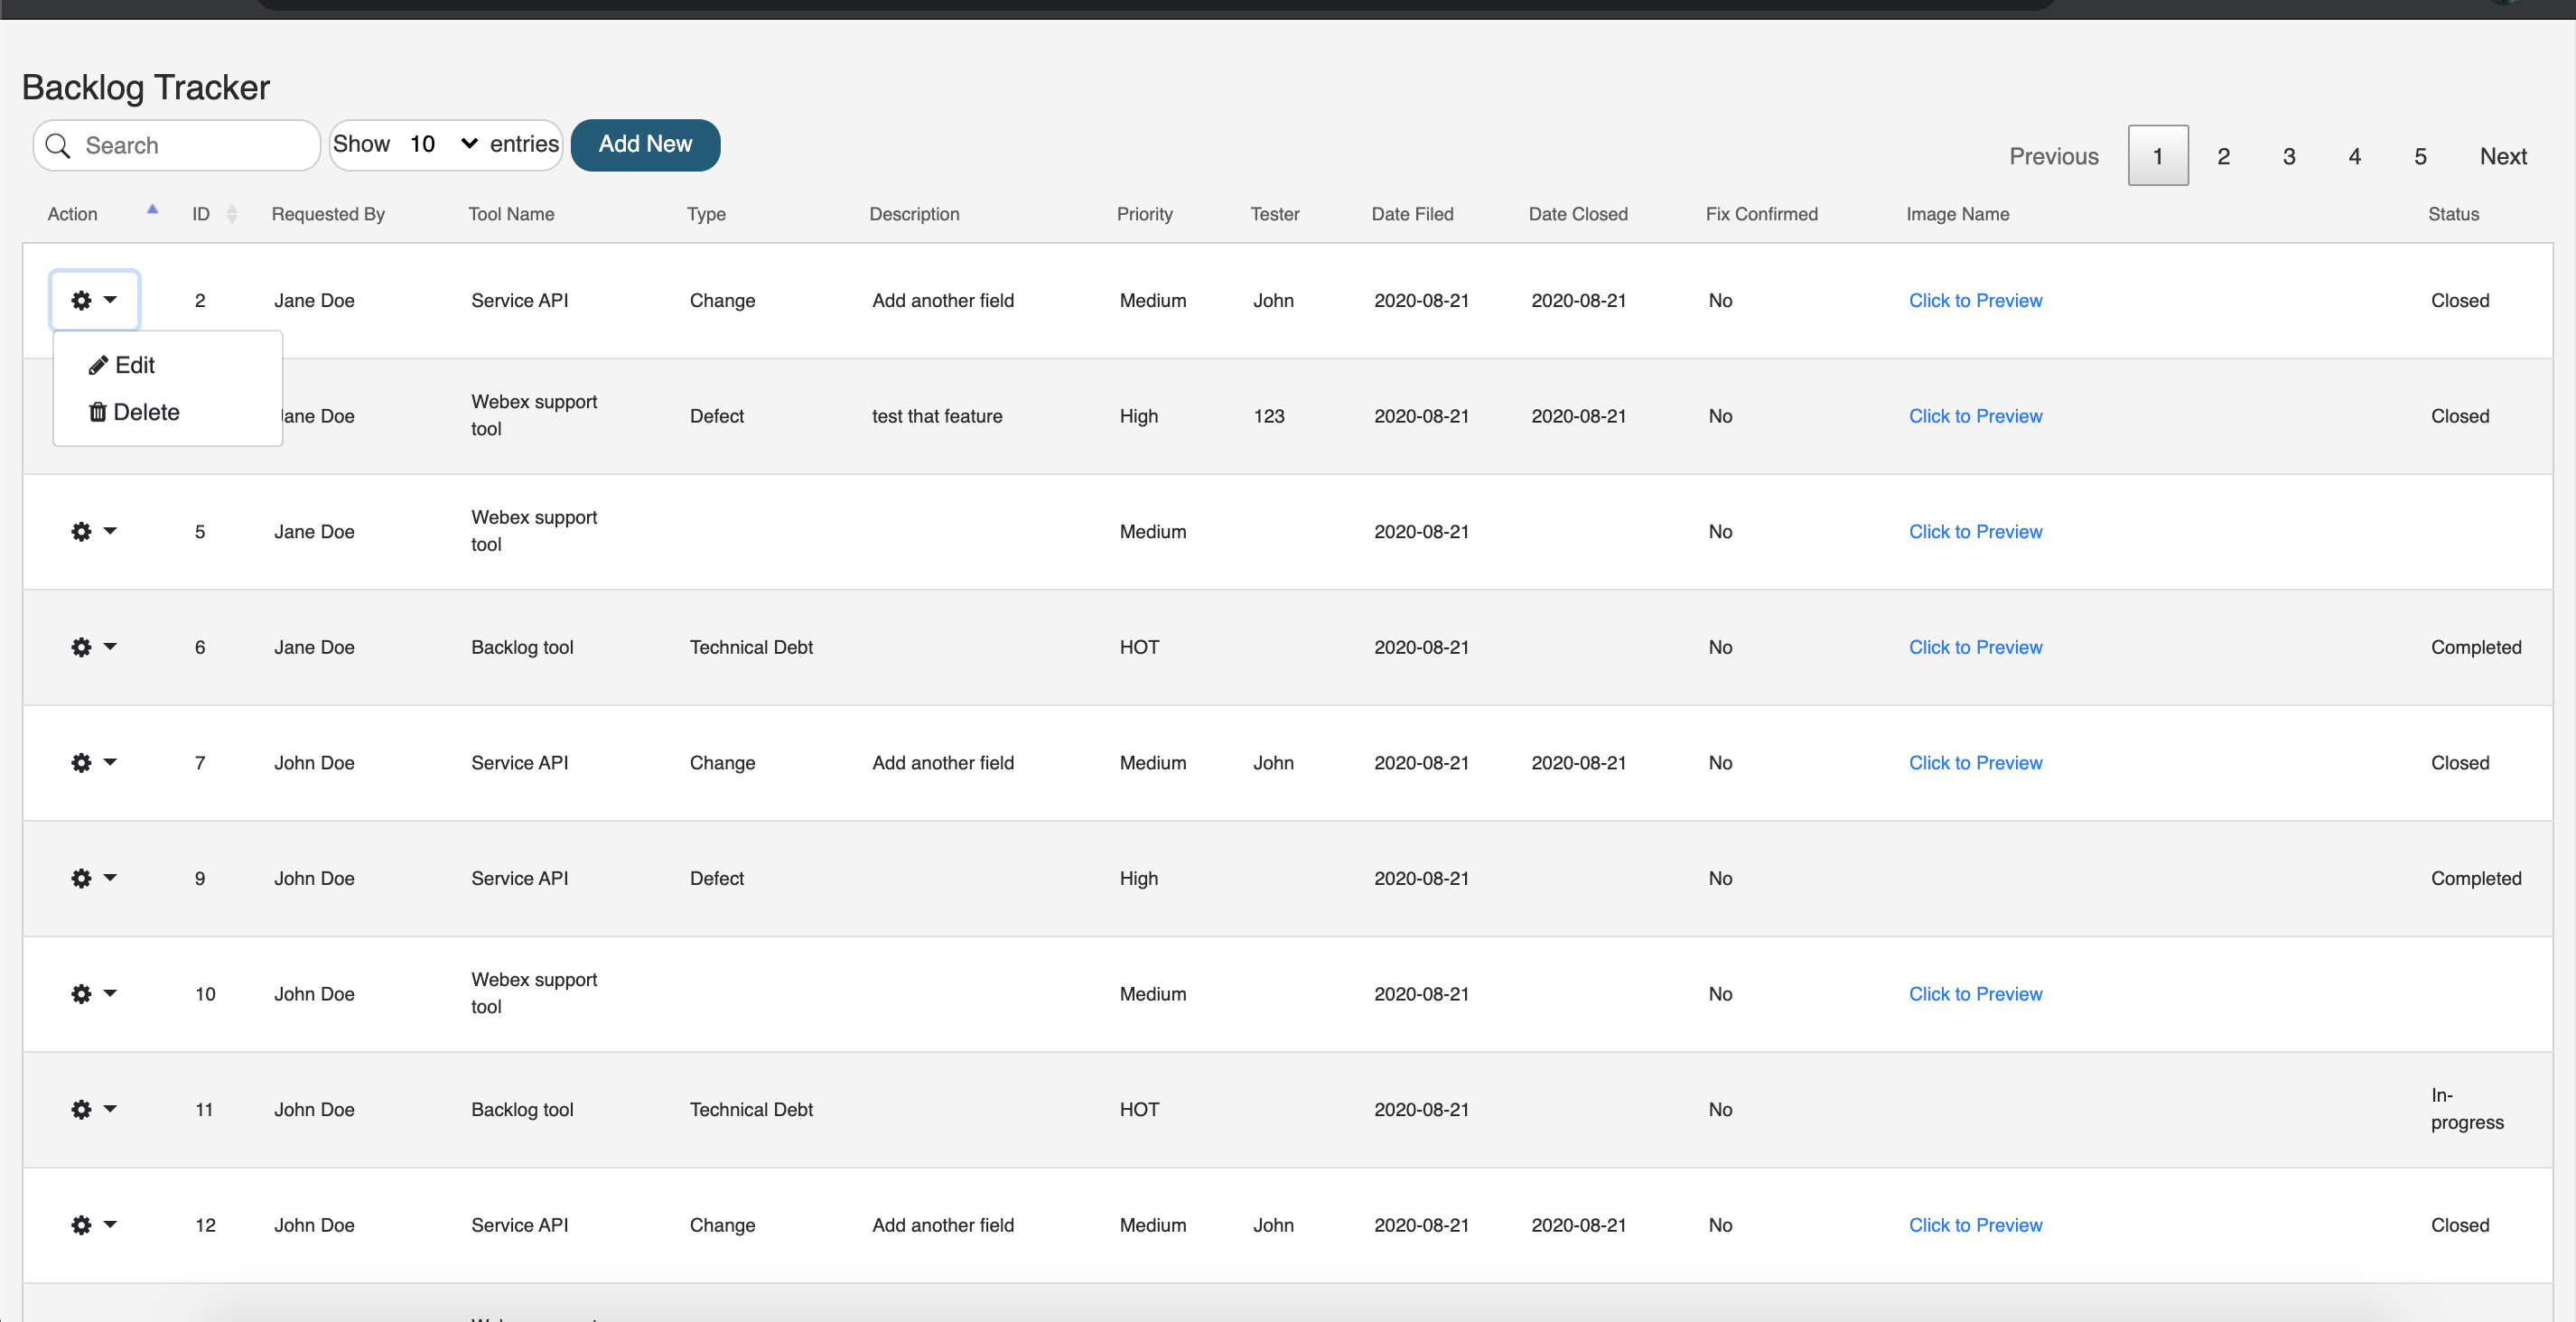 Backlog Tracker
Search Show 10 entries Add New Previous 1 2 3 4 5 Next
Action ID Requested By Tool Name Type Description Priority Tester Date Filed Date Closed Fix Confirmed Image Name Status
2 Jane Doe Service API Change Add another field Medium John 2020-08-21 2020-08-21 No Click to Preview Closed
Edit
Delete
ane Doe Webex support tool Defect test that feature High 123 2020-08-21 2020-08-21 No Click to Preview Closed
5 Jane Doe Webex support tool Medium 2020-08-21 No Click to Preview
6 Jane Doe Backlog tool Technical Debt HOT 2020-08-21 No Click to Preview Completed
7 John Doe Service API Change Add another field Medium John 2020-08-21 2020-08-21 No Click to Preview Closed
9 John Doe Service API Defect High 2020-08-21 No Completed
10 John Doe Webex support tool Medium 2020-08-21 No Click to Preview
11 John Doe Backlog tool Technical Debt HOT 2020-08-21 No In-progress
12 John Doe Service API Change Add another field Medium John 2020-08-21 2020-08-21 No Click to Preview Closed